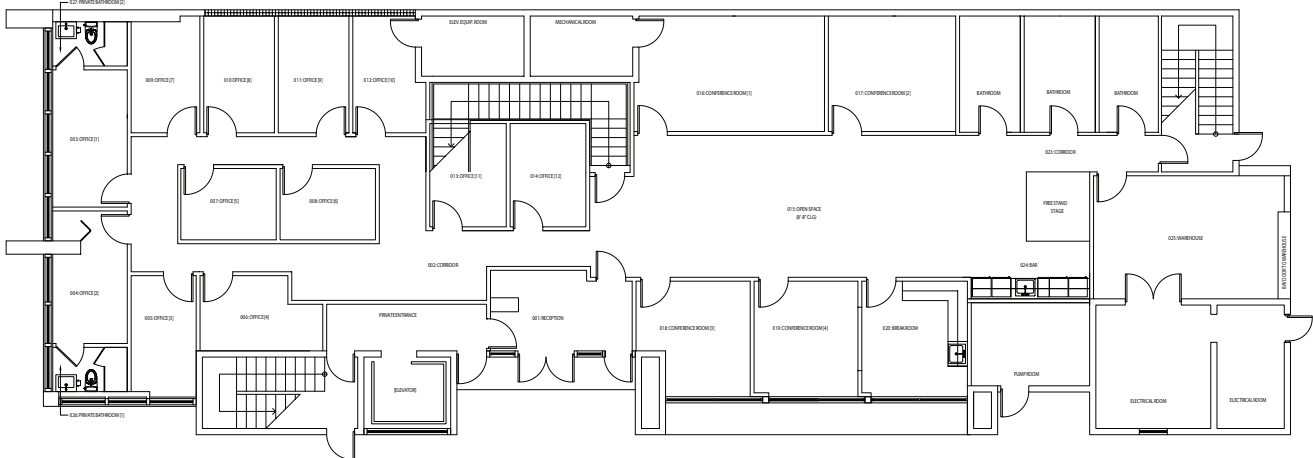 027: PRIVATE BATHROOM [2]
ELEV. EQUIP. ROOM
MECHANICAL ROOM
009: OFFICE [7]
010 OFFICE [8]
011: OFFICE [9]
012: OFFICE [10]
016: CONFERENCE ROOM [1]
017: CONFERENCE ROOM [2]
BATHROOM
BATHROOM
BATHROOM
003: OFFICE [1]
023: CORRIDOR
013: OFFICE [11]
014: OFFICE [12]
007: OFFICE [5]
008: OFFICE [6]
015: OPEN SPACE
(8'-8" CLG)
FREE STAND
STAGE
025: WAREHOUSE
BAY DOOR TO WAREHOUSE
002: CORRIDOR
024: BAR
004: OFFICE [2]
005: OFFICE [3]
006: OFFICE [4]
PRIVATE ENTRANCE
001: RECEPTION
018: CONFERENCE ROOM [3]
019: CONFERENCE ROOM [4]
020: BREAKROOM
PUMP ROOM
[ELEVATOR]
ELECTRICAL ROOM
ELECTRICAL ROOM
026: PRIVATE BATHROOM [1]